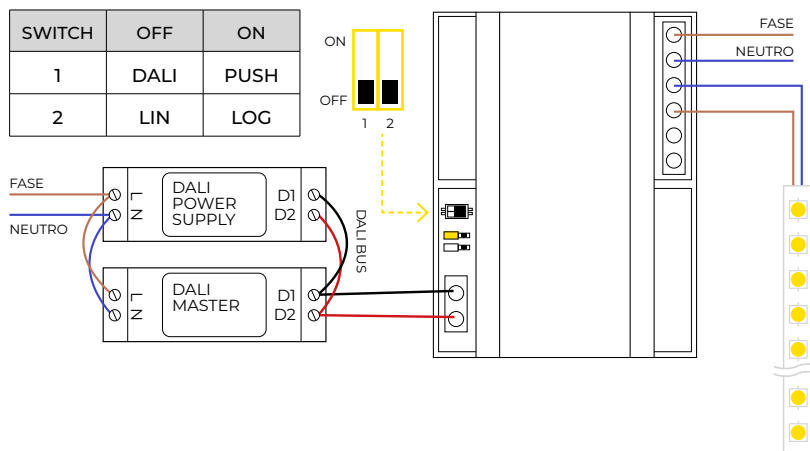 SWITCH OFF ON
1 DALI PUSH
2 LIN LOG
ON
OFF
1 2
FASE
NEUTRO
FASE
NEUTRO
L
N
DALI
POWER
SUPPLY
D1
D2
DALI BUS
L
N
DALI
MASTER
D1
D2